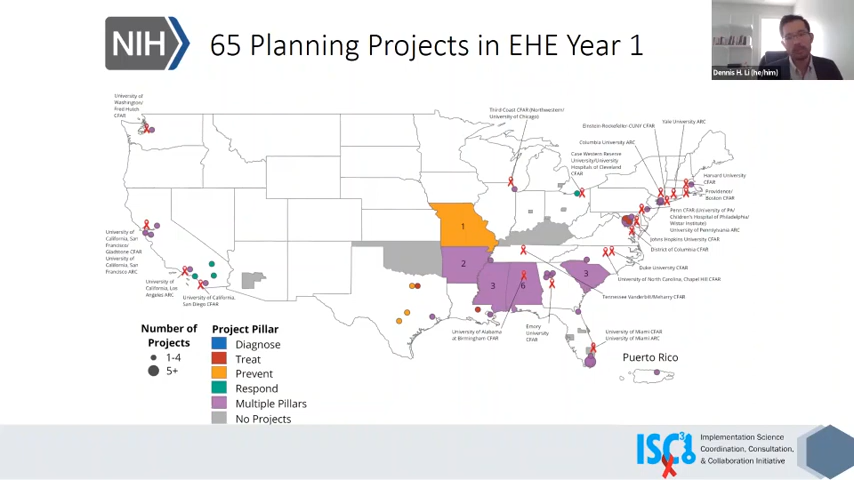 NIH
65 Planning Projects in EHE Year 1
Dennis H. Li (he/him)
University of
Washington/
Fred Hutch
CFAR
Third Coast CFAR (Northwestern/
University of Chicago)
Einstein-Rockefeller-CUNY CFAR
Yale University ARC
Columbia University ARC
Case Western Reserve
University/University
Hospitals of Cleveland
CFAR
Harvard University
CFAR
Providence/
Boston CFAR
Penn CFAR (University of PA/
Children's Hospital of Philadelphia/
Wistar Institute)
University of Pennsylvania ARC
Johns Hopkins University CFAR
District of Columbia CFAR
Duke University CFAR
University of North Carolina, Chapel Hill CFAR
Tennessee Vanderbilt/Meharry CFAR
University of
California, San
Francisco/
Gladstone CFAR
University of
California, San
Francisco ARC
University of
California, Los
Angeles ARC
University of California,
San Diego CFAR
1
2
3
6
3
University of Alabama
at Birmingham CFAR
Emory
University
CFAR
University of Miami CFAR
University of Miami ARC
Puerto Rico
Number of
Projects
1-4
5+
Project Pillar
Diagnose
Treat
Prevent
Respond
Multiple Pillars
No Projects
ISC3I
Implementation Science
Coordination, Consultation,
& Collaboration Initiative